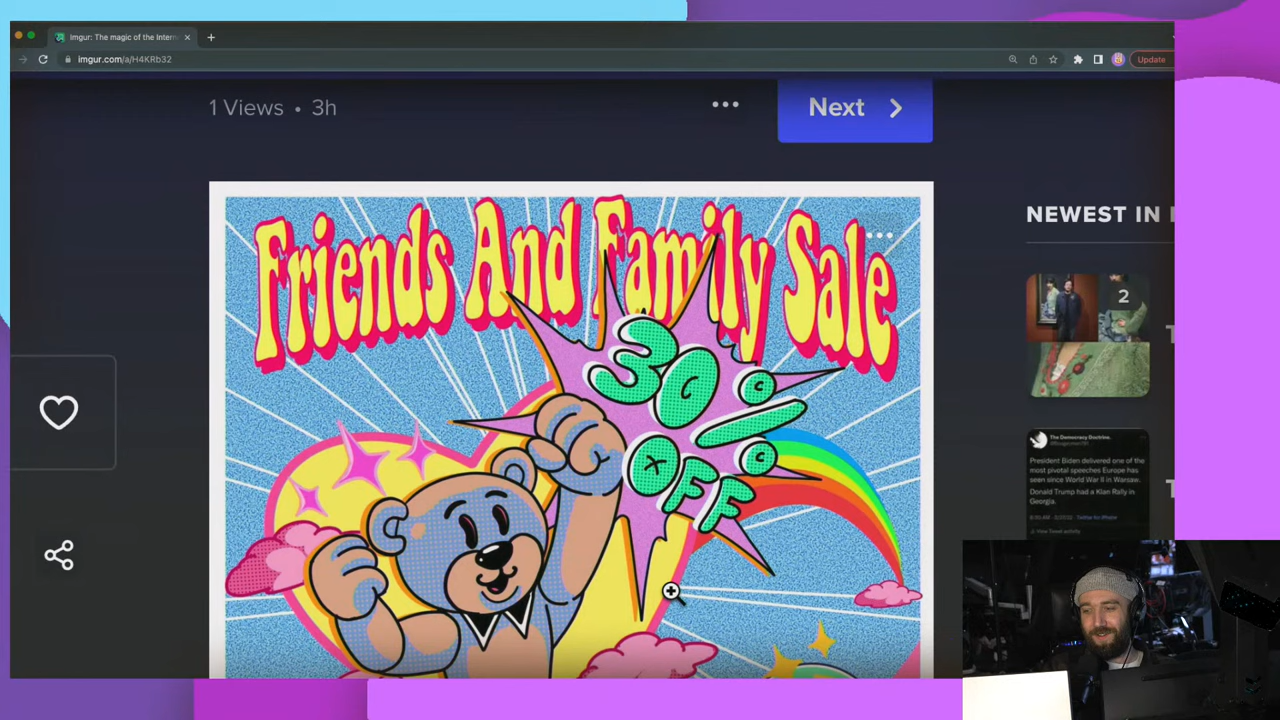 Imgur: The magic of the Intern
imgur.com/a/H4KRb32
Update
1 Views • 3h
Next
Friends And Family Sale
30%
OFF
NEWEST IN
2
The Democracy Doctrine.
President Biden delivered one of the
most pivotal speeches Europe has
seen since World War II in Warsaw.
Donald Trump had a Klan Rally in
Georgia.